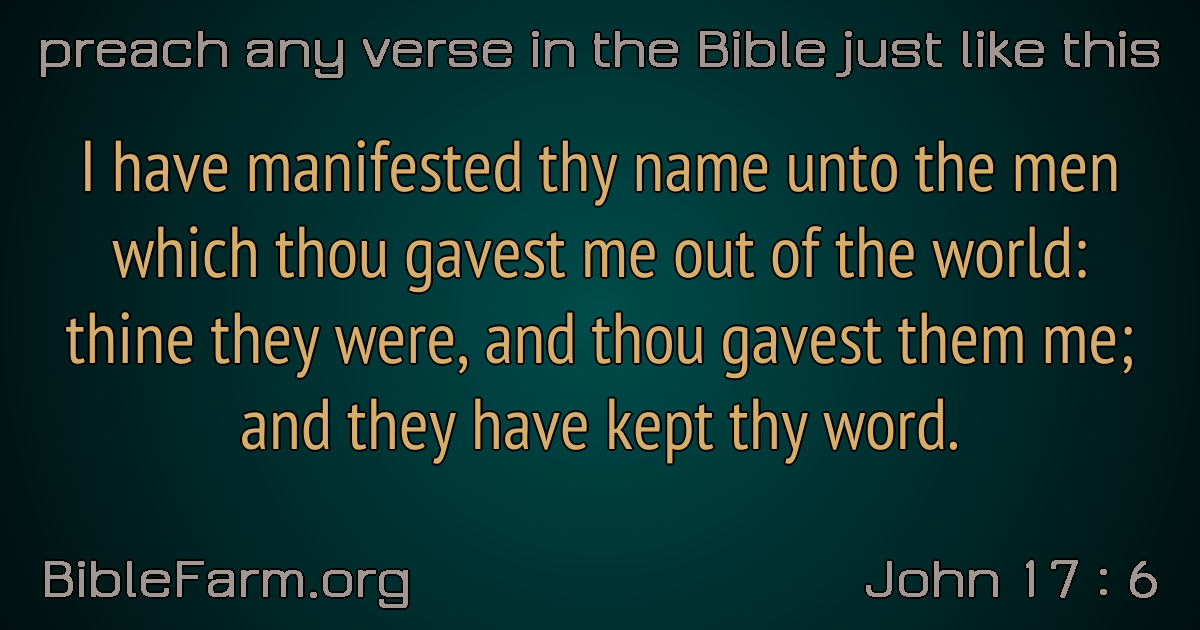 preach any verse in the Bible just like this
I have manifested thy name unto the men
which thou gavest me out of the world:
thine they were, and thou gavest them me;
and they have kept thy word.
BibleFarm.org
John 17 : 6